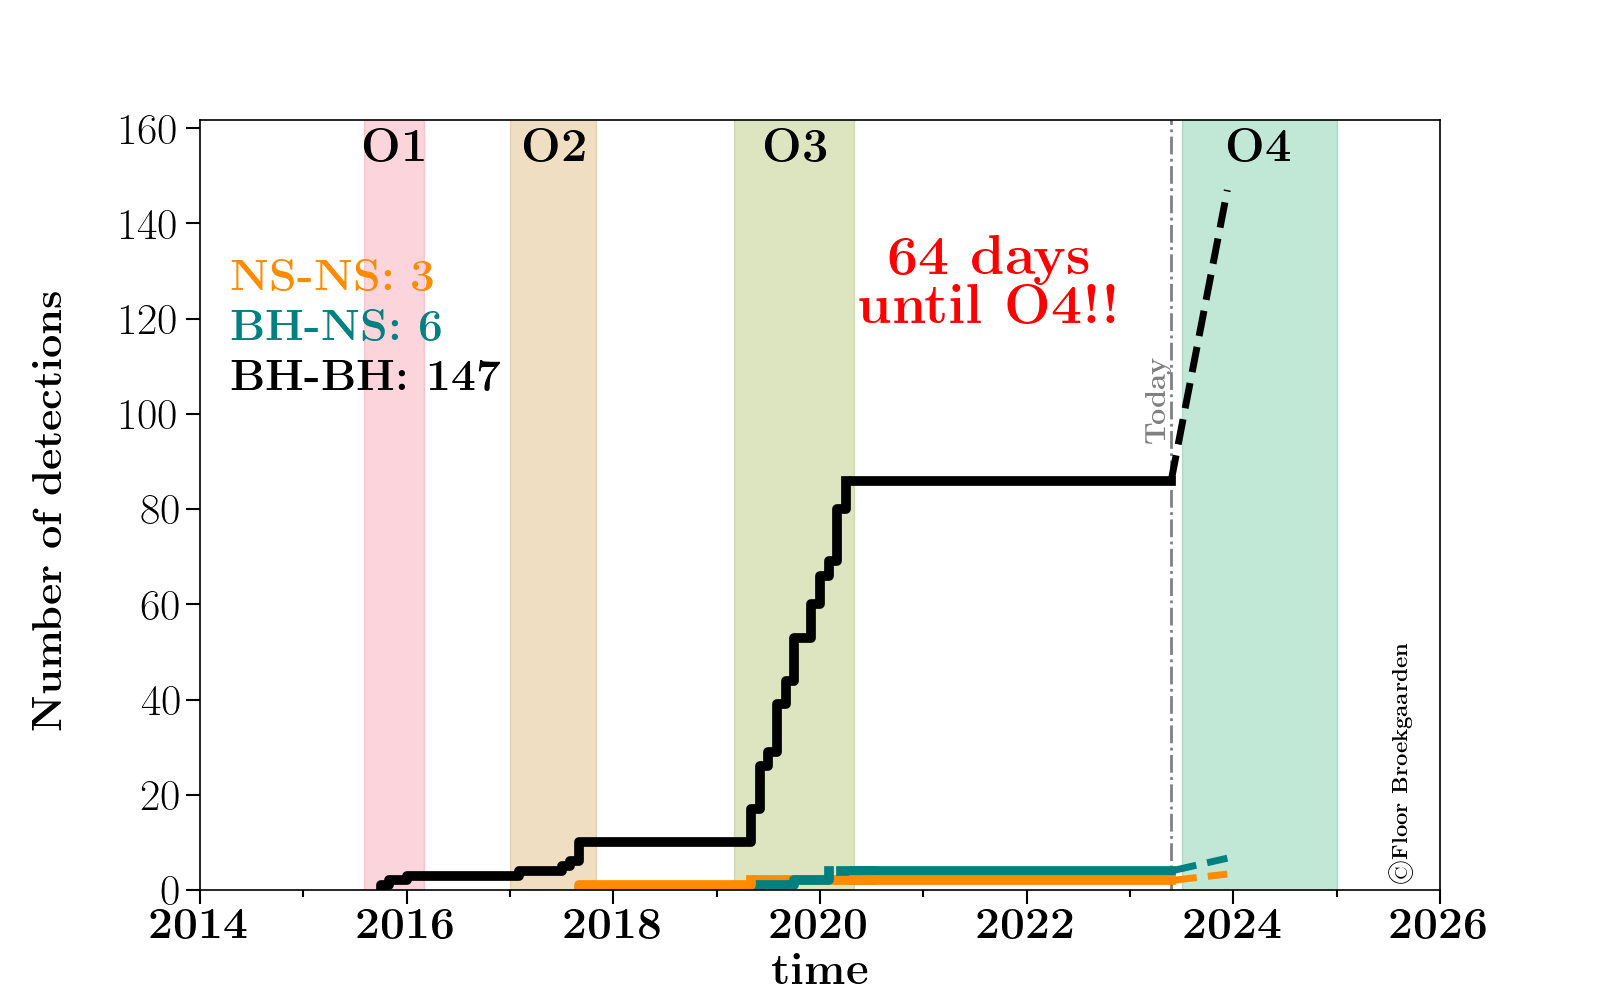 160
140
120
100
80
60
40
20
0
Number of detections
O1
O2
O3
O4
NS-NS: 3
BH-NS: 6
BH-BH: 147
64 days
until O4!!
Today
©Floor Broekgaarden
2014
2016
2018
2020
2022
2024
2026
time